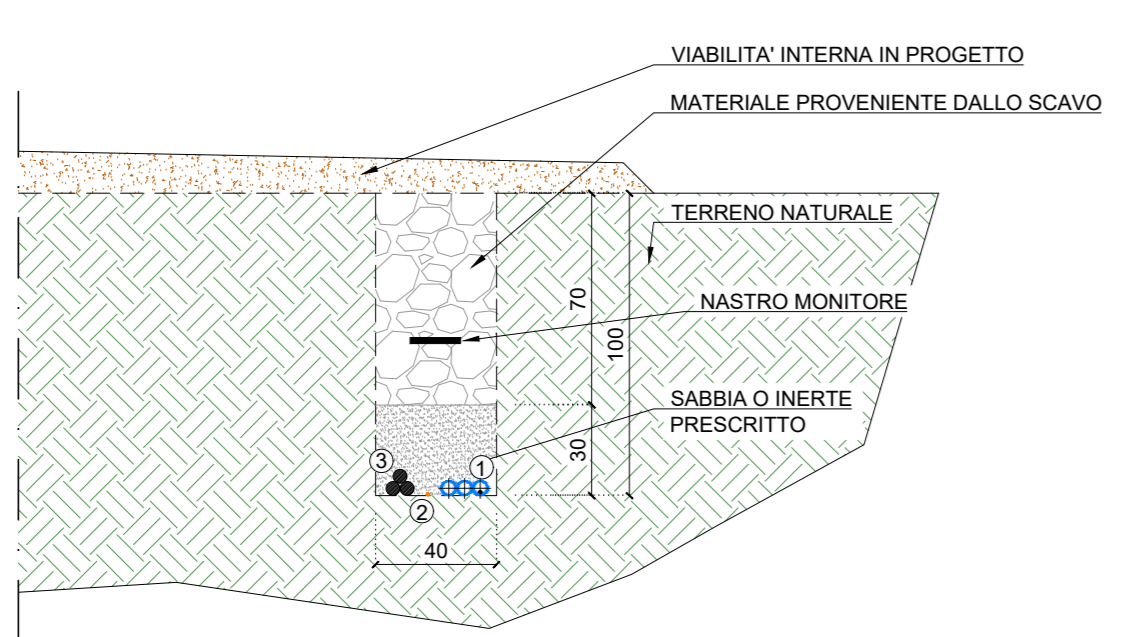 VIABILITA' INTERNA IN PROGETTO
MATERIALE PROVENIENTE DALLO SCAVO
TERRENO NATURALE
70
100
NASTRO MONITORE
SABBIA O INERTE
PRESCRITTO
30
3
1
2
40